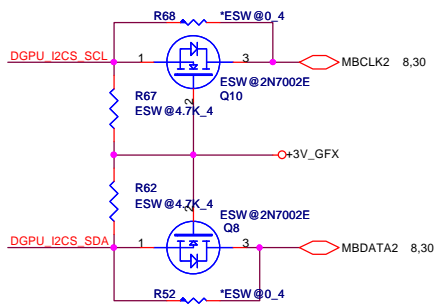 R68 *ESW@0_4
DGPU_I2CS_SCL 1 3 MBCLK2 8,30
ESW@2N7002E
Q10
R67
ESW@4.7K_4
2
+3V_GFX
R62
ESW@4.7K_4
2
ESW@2N7002E
Q8
DGPU_I2CS_SDA 1 3 MBDATA2 8,30
R52 *ESW@0_4